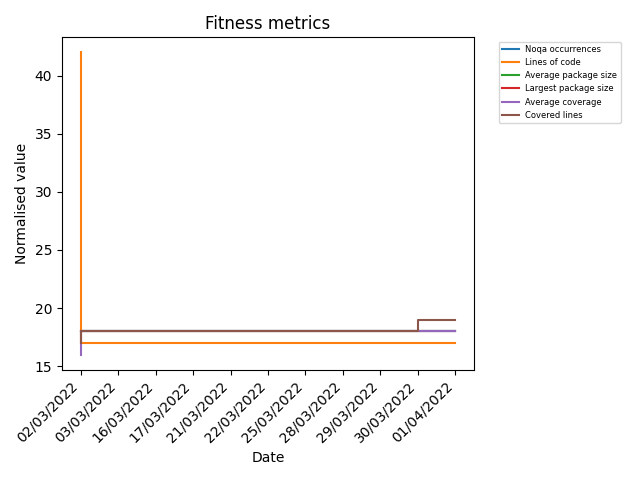 Fitness metrics
Noqa occurrences
Lines of code
Average package size
Largest package size
Average coverage
Covered lines
Normalised value
40
35
30
25
20
15
02/03/2022
03/03/2022
16/03/2022
17/03/2022
21/03/2022
22/03/2022
25/03/2022
28/03/2022
29/03/2022
30/03/2022
01/04/2022
Date